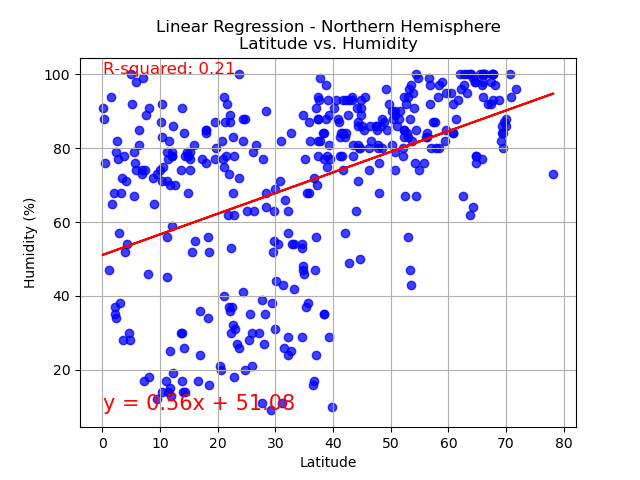 Linear Regression - Northern Hemisphere
Latitude vs. Humidity
R-squared: 0.21
100
80
60
40
20
Humidity (%)
y = 0.56x + 51.08
0 10 20 30 40 50 60 70 80
Latitude